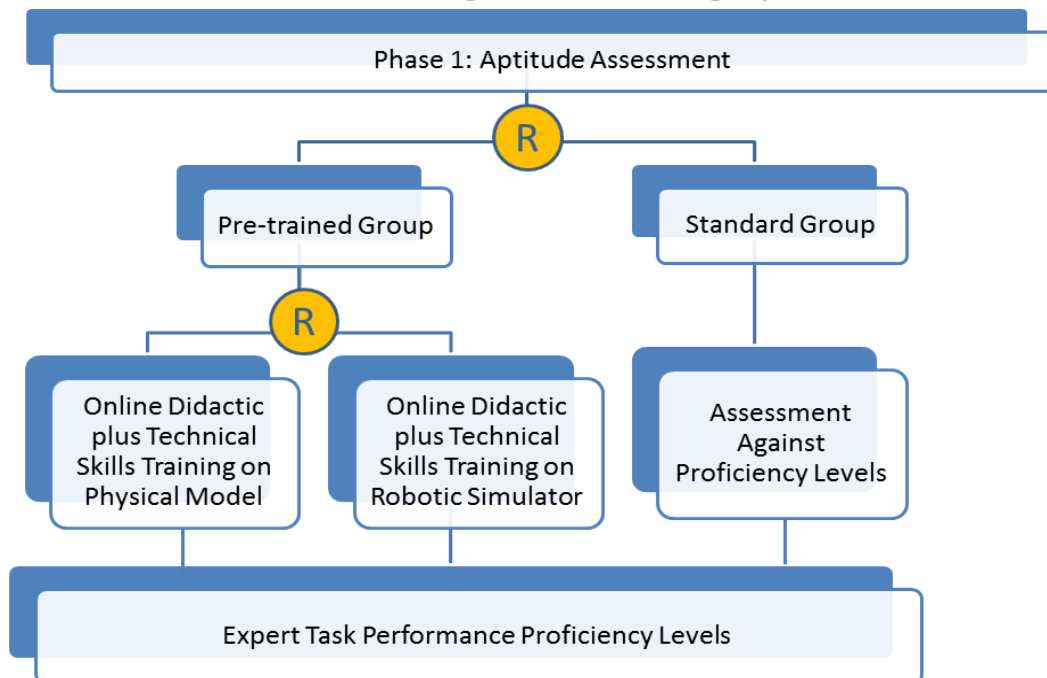 Phase 1: Aptitude Assessment
R
Pre-trained Group
Standard Group
R
Online Didactic
plus Technical
Skills Training on
Physical Model
Online Didactic
plus Technical
Skills Training on
Robotic Simulator
Assessment
Against
Proficiency Levels
Expert Task Performance Proficiency Levels